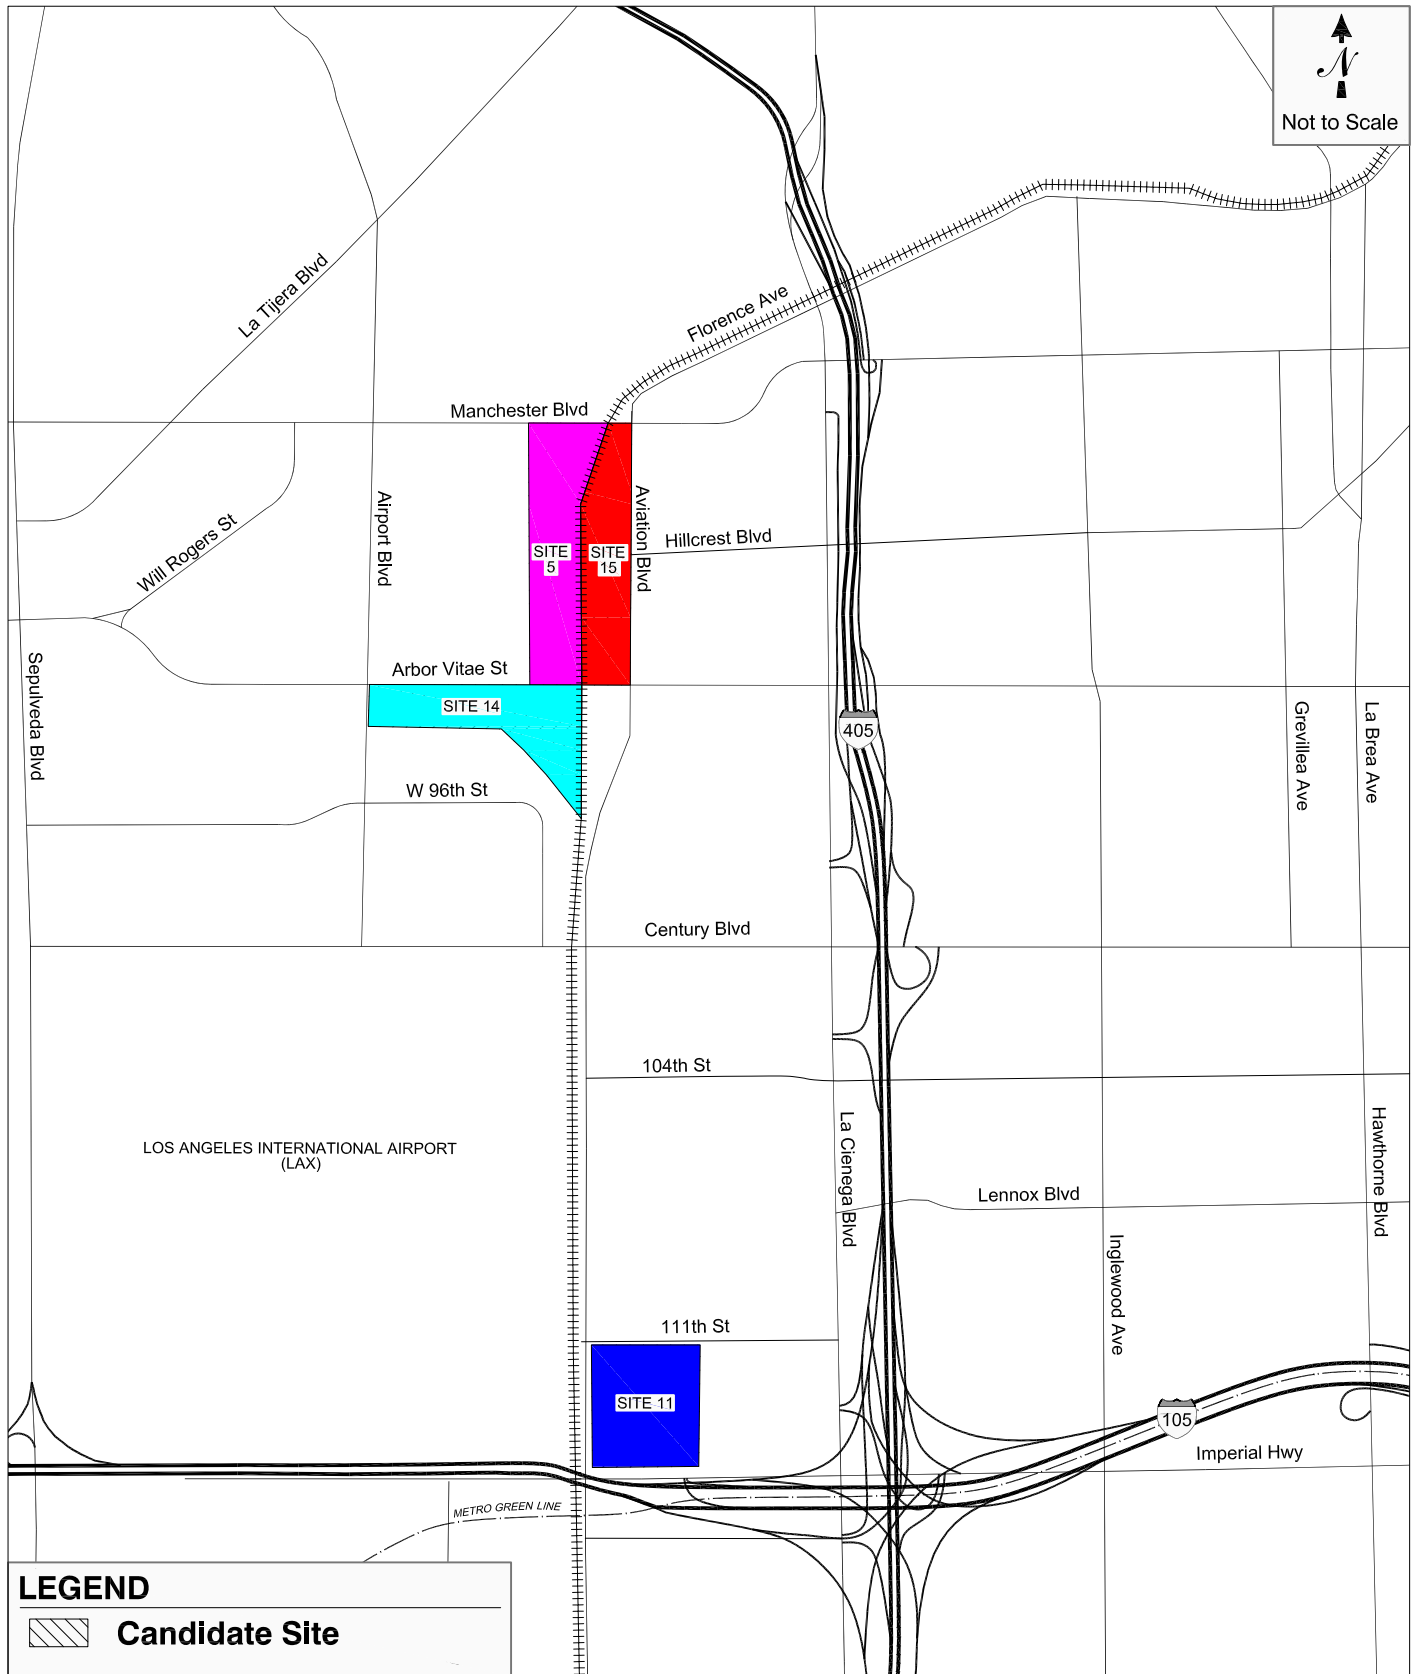 N
Not to Scale
La Tijera Blvd
Florence Ave
Manchester Blvd
Airport Blvd
Aviation Blvd
Will Rogers St
Hillcrest Blvd
SITE
5
SITE
15
Sepulveda Blvd
Arbor Vitae St
SITE 14
405
Grevillea Ave
La Brea Ave
W 96th St
Century Blvd
104th St
LOS ANGELES INTERNATIONAL AIRPORT
(LAX)
La Cienega Blvd
Hawthorne Blvd
Lennox Blvd
Inglewood Ave
111th St
SITE 11
105
Imperial Hwy
METRO GREEN LINE
LEGEND
Candidate Site